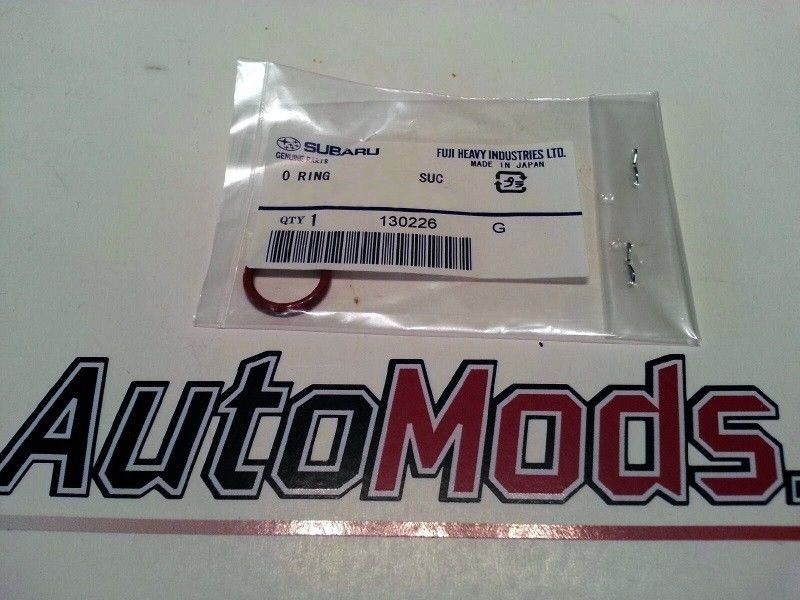 SUBARU
GENUINE PARTS
FUJI HEAVY INDUSTRIES LTD.
MADE IN JAPAN
O RING SUC
QTY 1 130226 G
AutoMods.